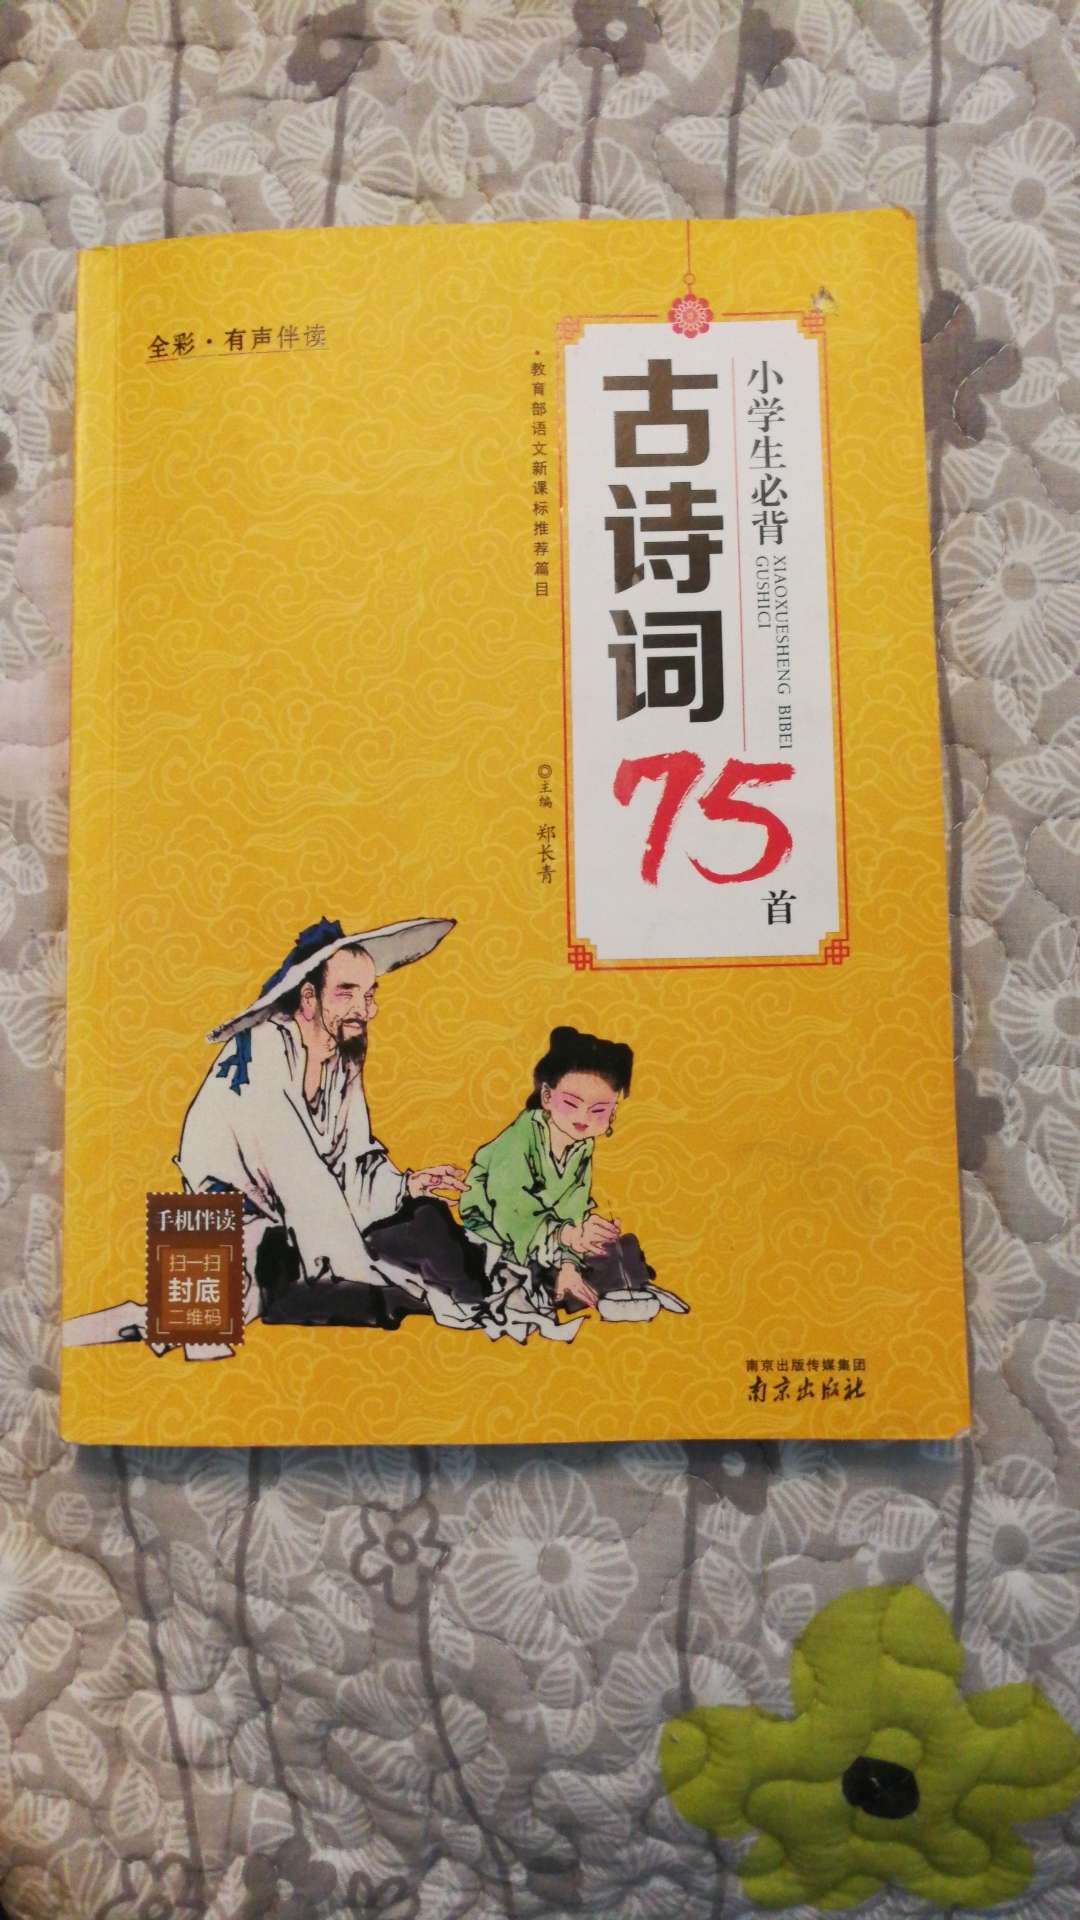 全彩·有声伴读
小学生必背
XIAOXUESHENG BIBEI
GUSHICI
古诗词
75
首
·教育部语文新课标推荐篇目
◎主编 郑长青
手机伴读
扫一扫
封底
二维码
南京出版传媒集团
南京出版社